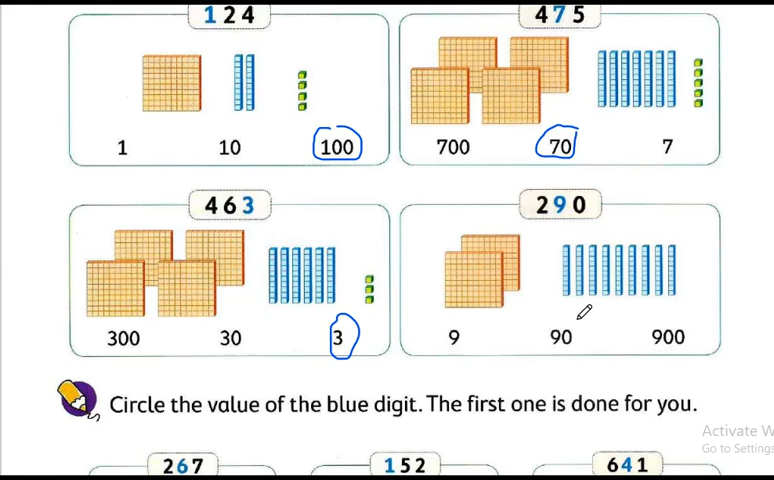 124
475
1 10 100
700 70 7
463
290
300 30 3
9 90 900
Circle the value of the blue digit. The first one is done for you.
Activate W
Go to Settings
267 152 641